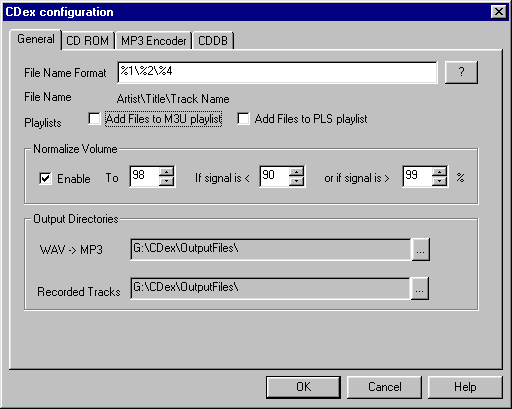 CDex configuration
General CD ROM MP3 Encoder CDDB
File Name Format %1\%2\%4 ?
File Name Artist\Title\Track Name
Playlists Add Files to M3U playlist Add Files to PLS playlist
Normalize Volume
Enable To 98 If signal is < 90 or if signal is > 99 %
Output Directories
WAV -> MP3 G:\CDex\OutputFiles\ ...
Recorded Tracks G:\CDex\OutputFiles\ ...
OK Cancel Help